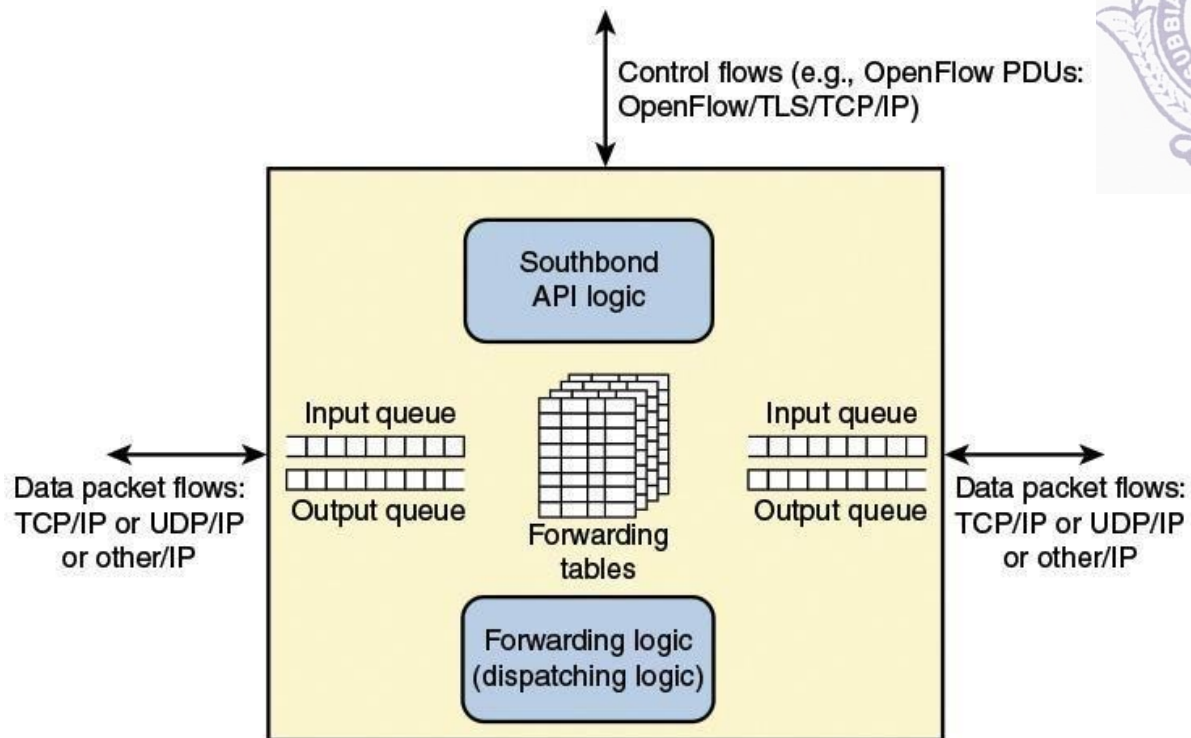 Control flows (e.g., OpenFlow PDUs:
OpenFlow/TLS/TCP/IP)
Southbond
API logic
Input queue
Output queue
Forwarding
tables
Input queue
Output queue
Data packet flows:
TCP/IP or UDP/IP
or other/IP
Data packet flows:
TCP/IP or UDP/IP
or other/IP
Forwarding logic
(dispatching logic)